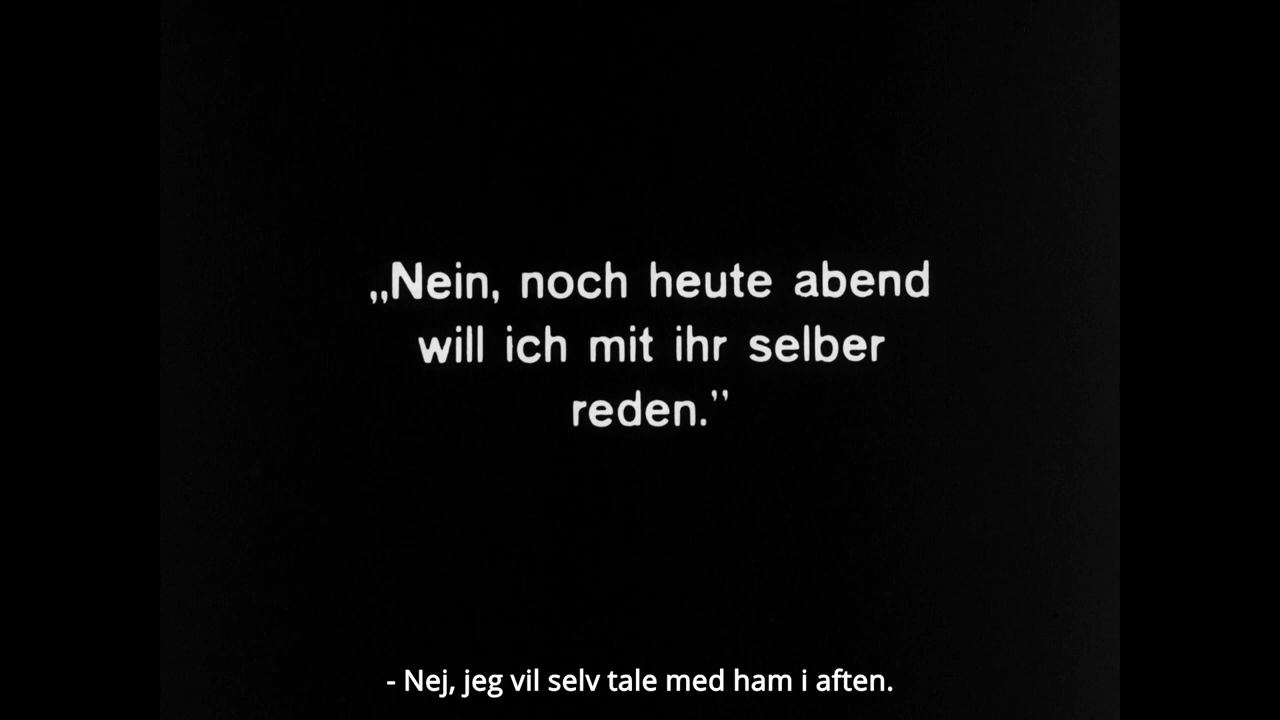 „Nein, noch heute abend
will ich mit ihr selber
reden.”
- Nej, jeg vil selv tale med ham i aften.